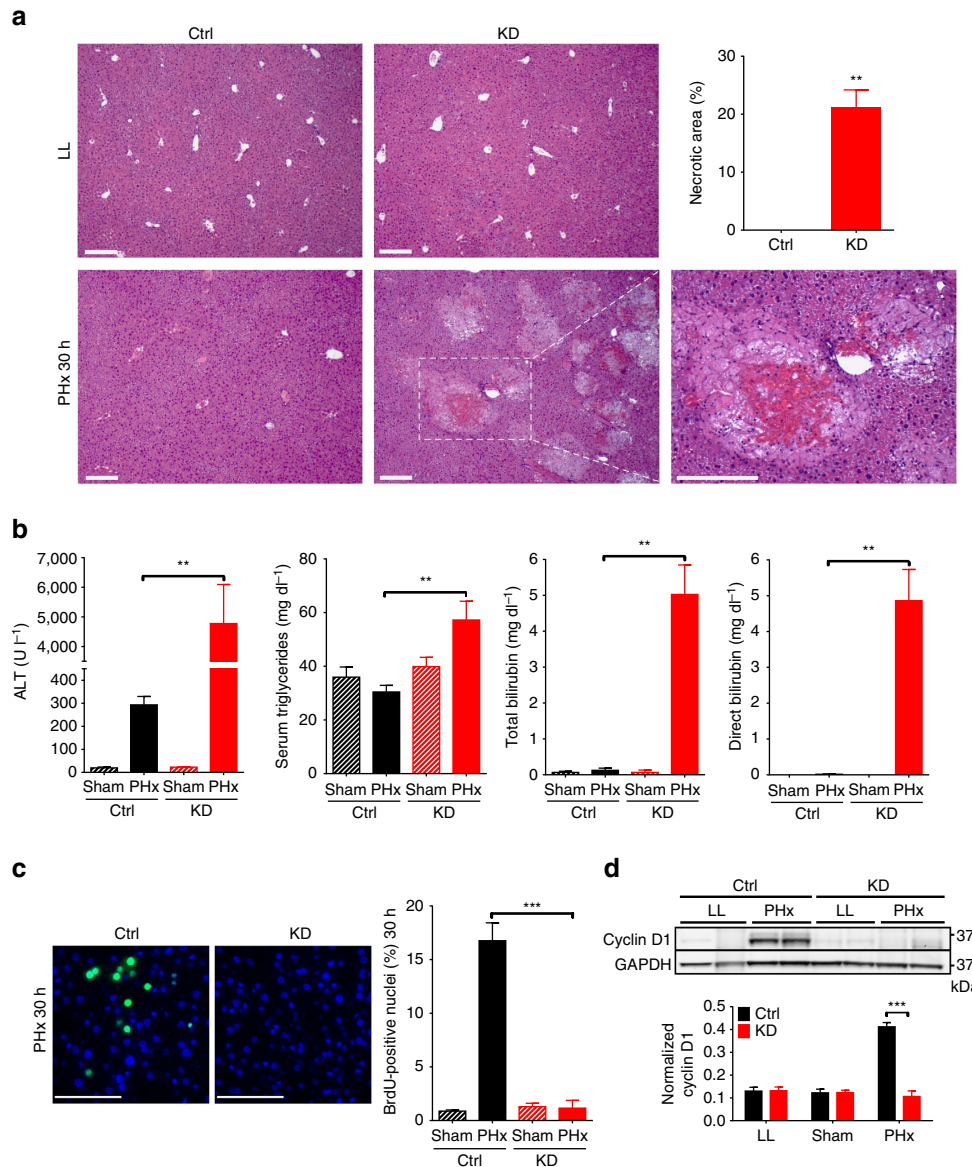 a
Ctrl
KD
LL
PHx 30 h
Necrotic area (%)
30
20
10
0
**
Ctrl
KD
b
ALT (U l⁻¹)
7,000
6,000
5,000
4,000
300
200
100
0
**
Sham PHx Sham PHx
Ctrl KD
Serum triglycerides (mg dl⁻¹)
80
60
40
20
0
**
Sham PHx Sham PHx
Ctrl KD
Total bilirubin (mg dl⁻¹)
6
5
4
3
2
1
0
**
Sham PHx Sham PHx
Ctrl KD
Direct bilirubin (mg dl⁻¹)
6
5
4
3
2
1
0
**
Sham PHx Sham PHx
Ctrl KD
c
Ctrl
KD
PHx 30 h
BrdU-positive nuclei (%) 30 h
20
15
10
5
0
***
Sham PHx Sham PHx
Ctrl KD
d
Ctrl KD
LL PHx LL PHx
Cyclin D1 37
GAPDH 37
Ctrl
KD
Normalized
cyclin D1
0.5
0.4
0.3
0.2
0.1
***
LL Sham PHx